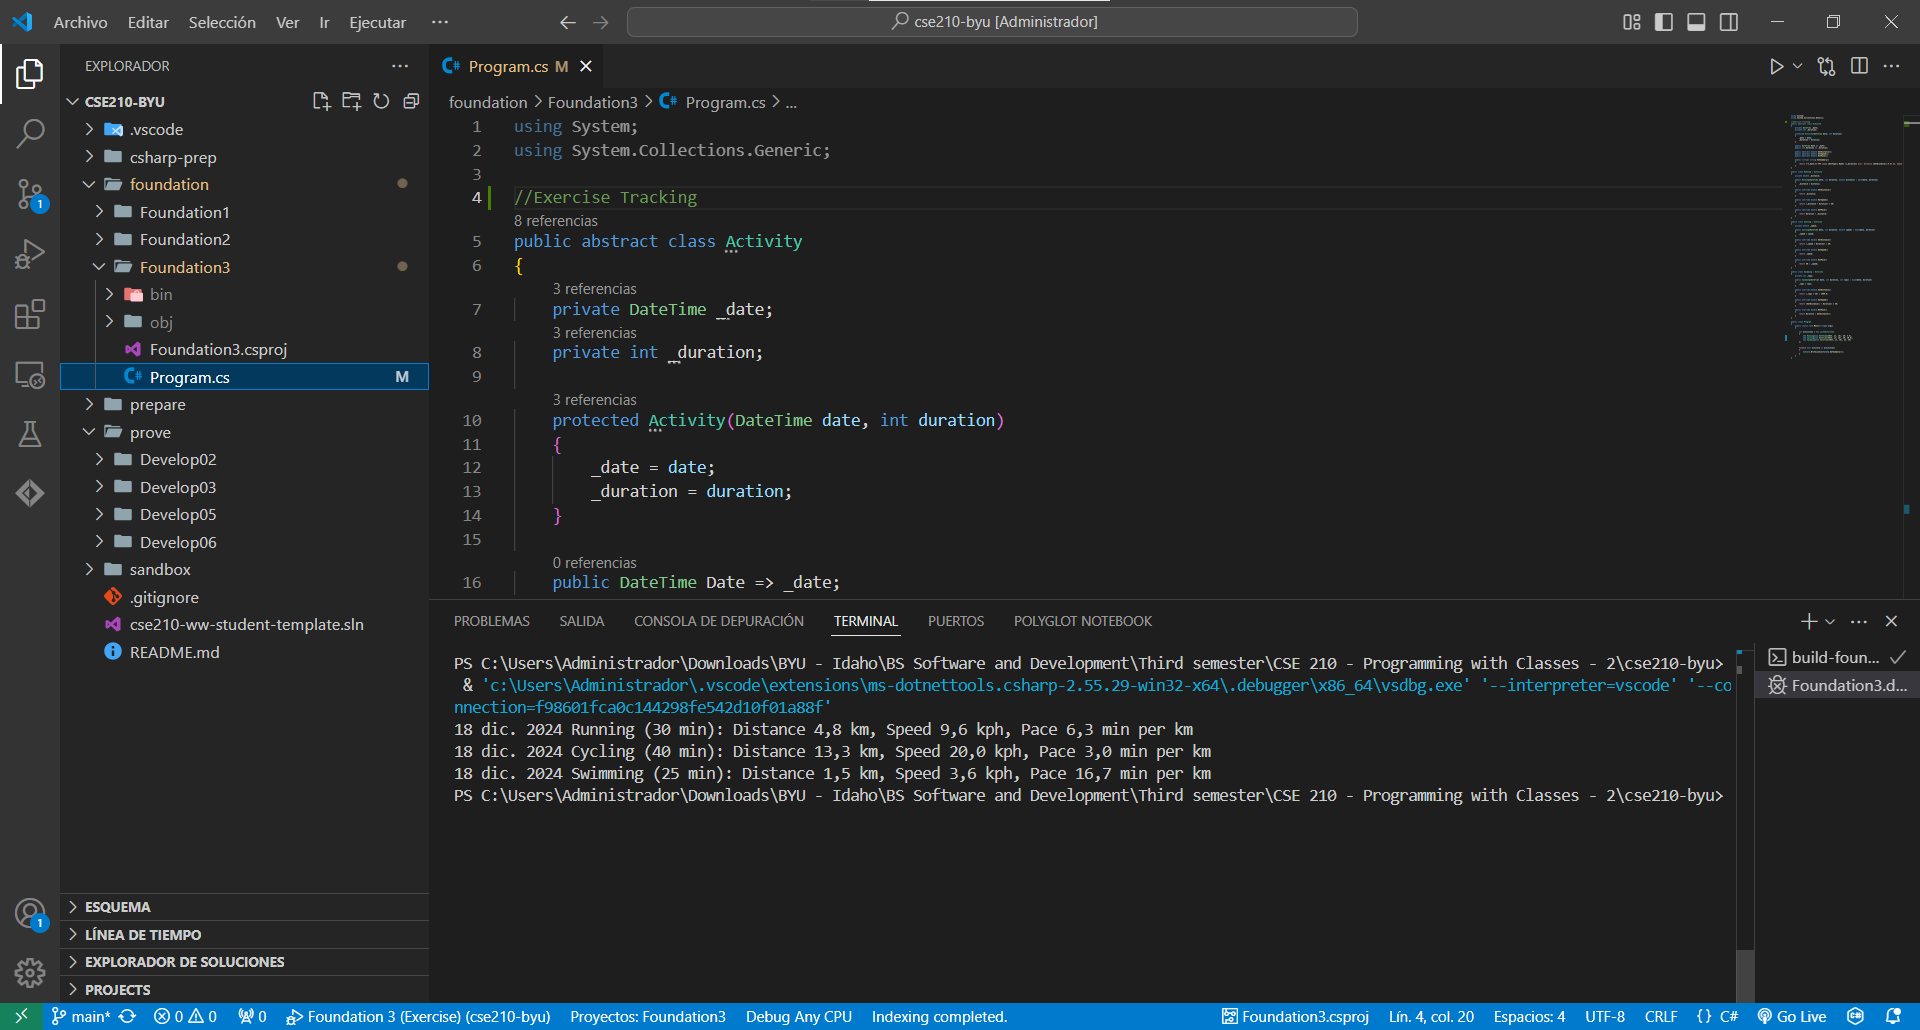 Archivo Editar Selección Ver Ir Ejecutar ···
cse210-byu [Administrador]
EXPLORADOR
CSE210-BYU
.vscode
csharp-prep
foundation
Foundation1
Foundation2
Foundation3
bin
obj
Foundation3.csproj
Program.cs M
prepare
prove
Develop02
Develop03
Develop05
Develop06
sandbox
.gitignore
cse210-ww-student-template.sln
README.md
ESQUEMA
LÍNEA DE TIEMPO
EXPLORADOR DE SOLUCIONES
PROJECTS
1
1
Program.cs M
foundation > Foundation3 > Program.cs > ...
1 using System;
2 using System.Collections.Generic;
3
4 //Exercise Tracking
8 referencias
5 public abstract class Activity
6 {
3 referencias
7 private DateTime _date;
3 referencias
8 private int _duration;
9
3 referencias
10 protected Activity(DateTime date, int duration)
11 {
12 _date = date;
13 _duration = duration;
14 }
15
0 referencias
16 public DateTime Date => _date;
PROBLEMAS SALIDA CONSOLA DE DEPURACIÓN TERMINAL PUERTOS POLYGLOT NOTEBOOK
PS C:\Users\Administrador\Downloads\BYU - Idaho\BS Software and Development\Third semester\CSE 210 - Programming with Classes - 2\cse210-byu>
& 'c:\Users\Administrador\.vscode\extensions\ms-dotnettools.csharp-2.55.29-win32-x64\.debugger\x86_64\vsdbg.exe' '--interpreter=vscode' '--co
nnection=f98601fca0c144298fe542d10f01a88f'
18 dic. 2024 Running (30 min): Distance 4,8 km, Speed 9,6 kph, Pace 6,3 min per km
18 dic. 2024 Cycling (40 min): Distance 13,3 km, Speed 20,0 kph, Pace 3,0 min per km
18 dic. 2024 Swimming (25 min): Distance 1,5 km, Speed 3,6 kph, Pace 16,7 min per km
PS C:\Users\Administrador\Downloads\BYU - Idaho\BS Software and Development\Third semester\CSE 210 - Programming with Classes - 2\cse210-byu>
build-foun...
Foundation3.d...
main* 0 0 0 Foundation 3 (Exercise) (cse210-byu) Proyectos: Foundation3 Debug Any CPU Indexing completed. Foundation3.csproj Lín. 4, col. 20 Espacios: 4 UTF-8 CRLF {} C# Go Live